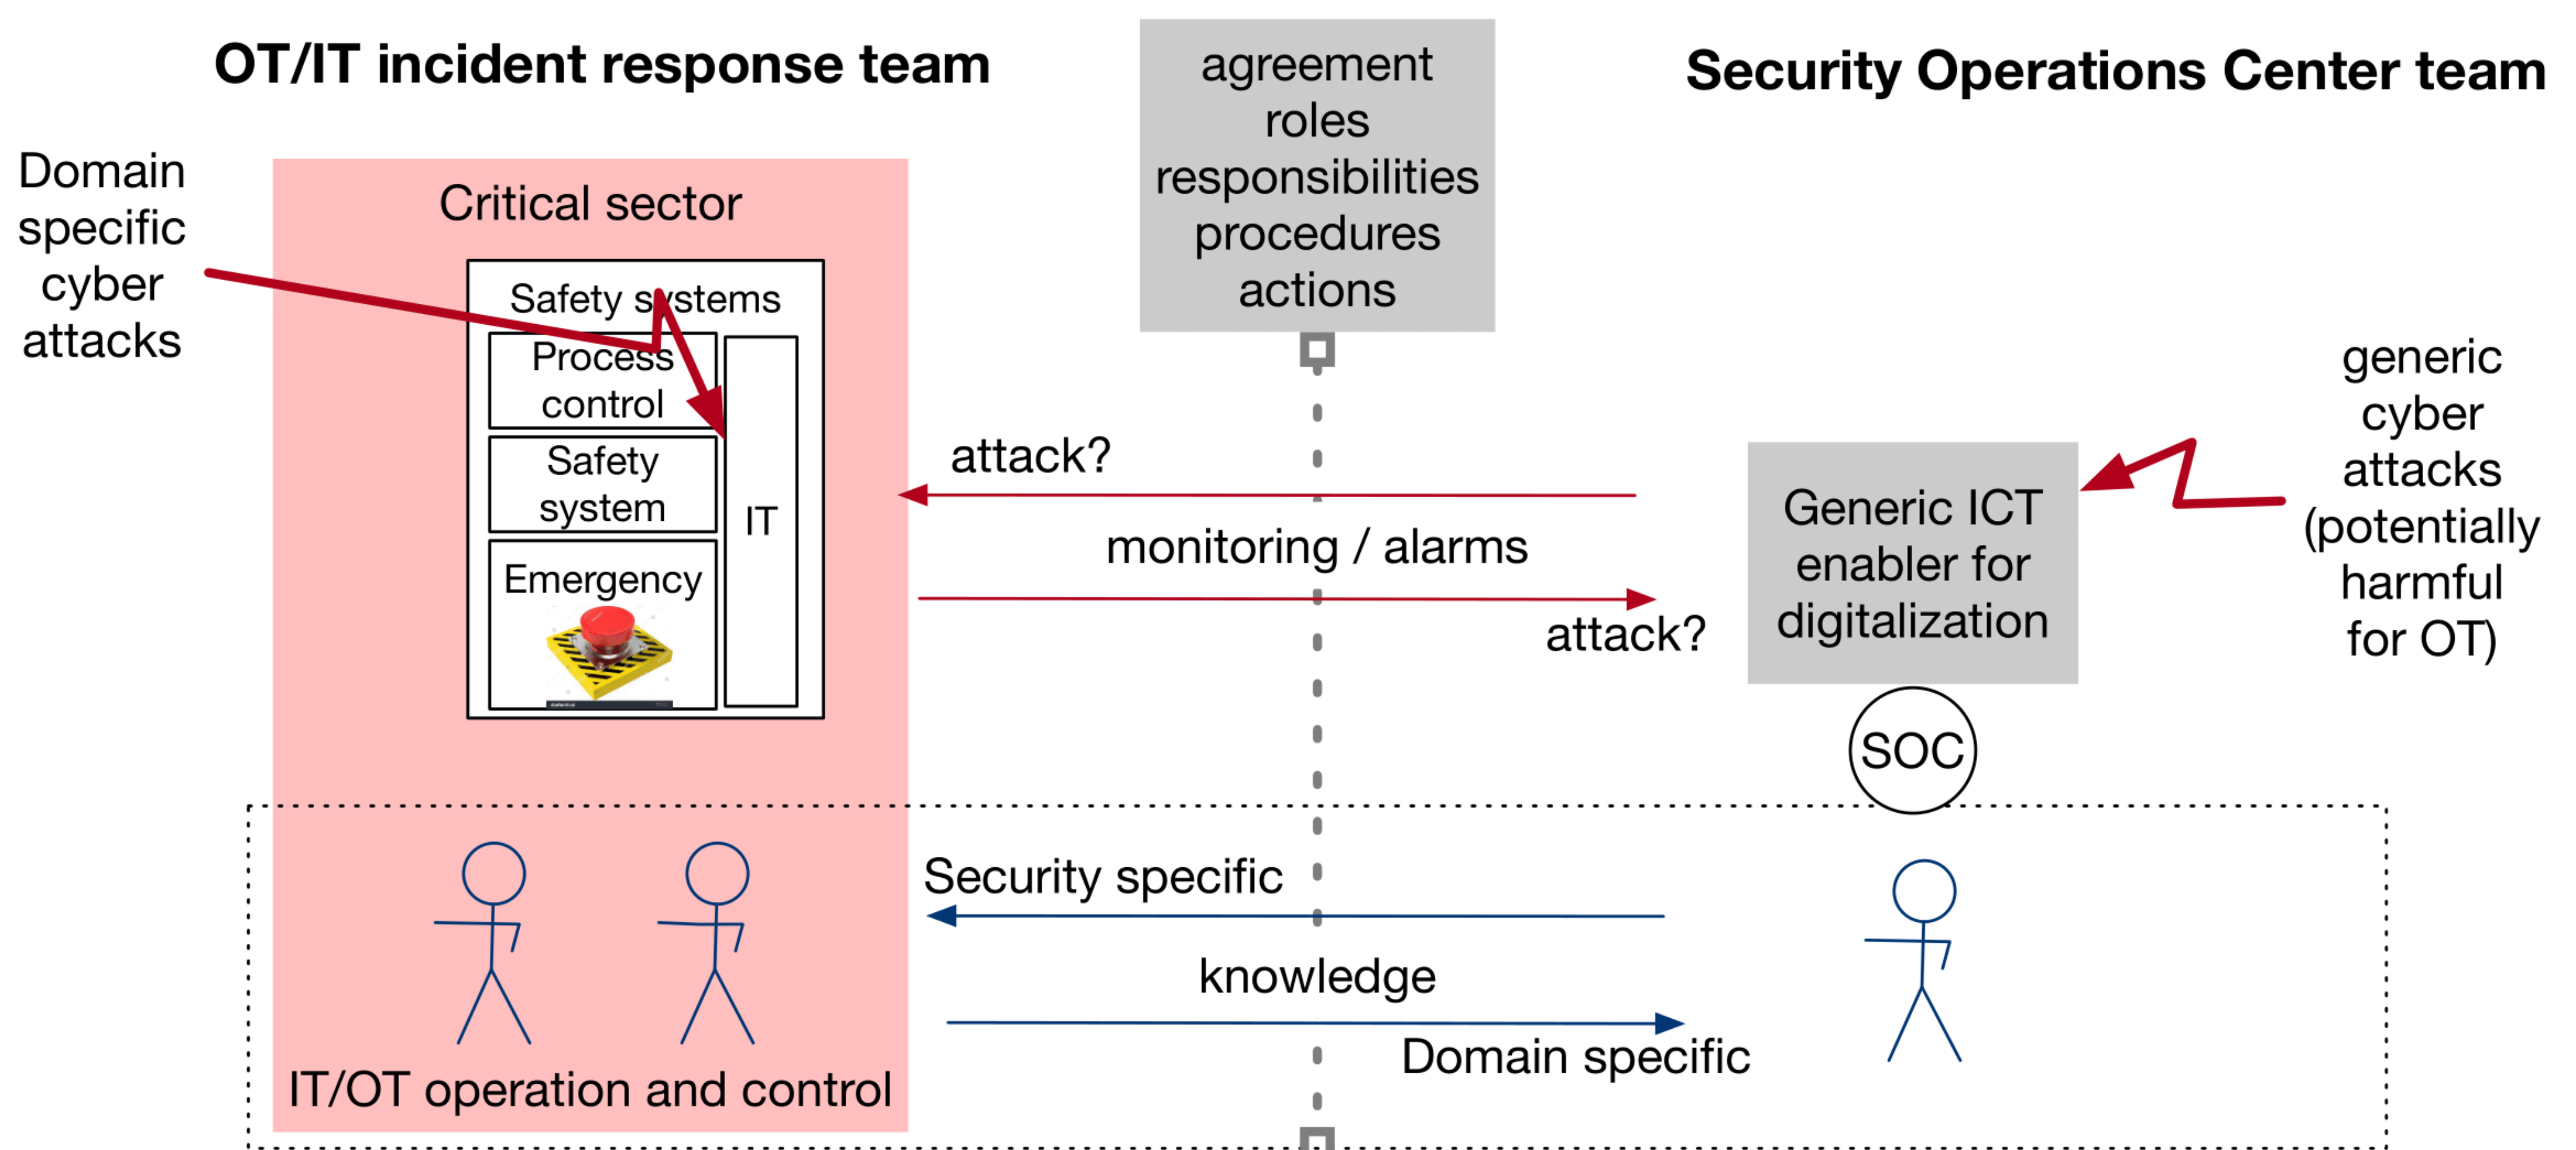 OT/IT incident response team
Security Operations Center team
agreement
roles
responsibilities
procedures
actions
Domain
specific
cyber
attacks
Critical sector
Safety systems
Process
control
Safety
system
Emergency
IT
attack?
monitoring / alarms
attack?
Generic ICT
enabler for
digitalization
generic
cyber
attacks
(potentially
harmful
for OT)
SOC
Security specific
knowledge
Domain specific
IT/OT operation and control